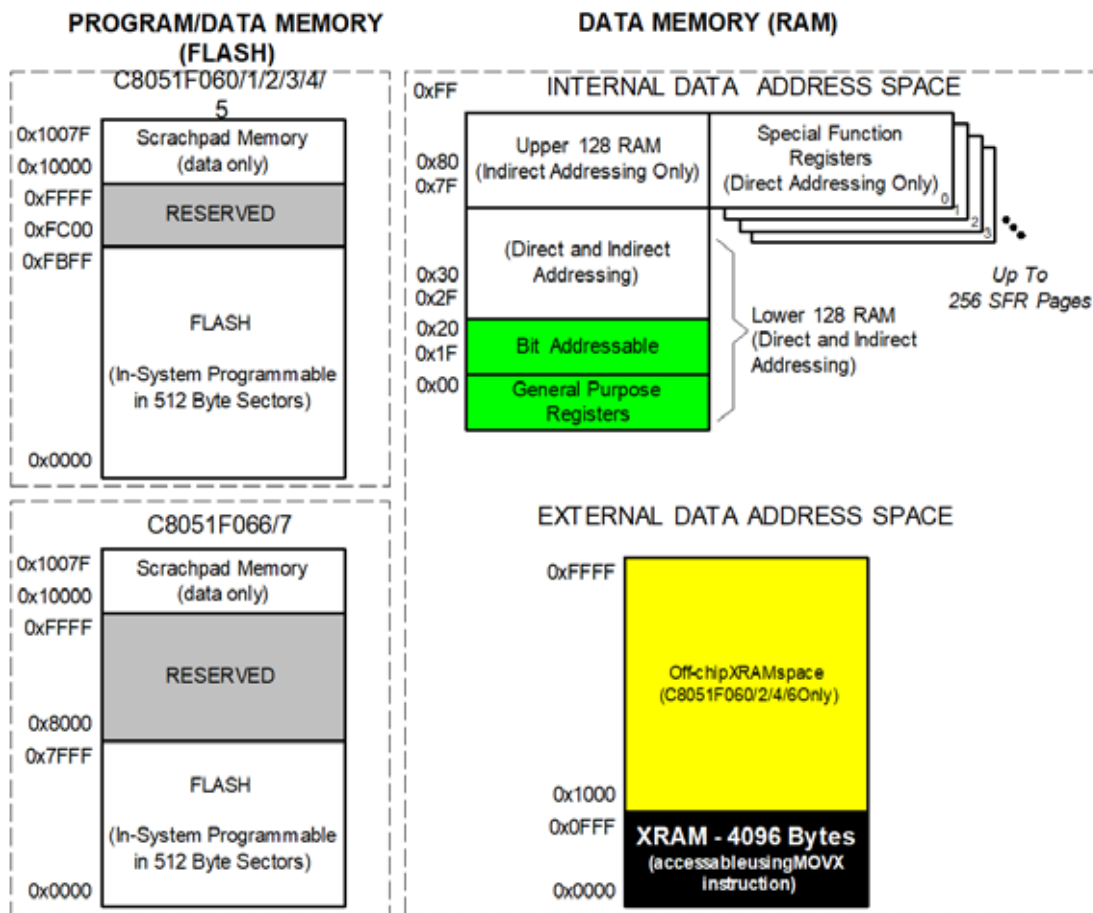 PROGRAM/DATA MEMORY
(FLASH)
C8051F060/1/2/3/4/
5
0x1007F
0x10000
Scrachpad Memory
(data only)
0xFFFF
0xFC00
RESERVED
0xFBFF
FLASH
(In-System Programmable
in 512 Byte Sectors)
0x0000
C8051F066/7
0x1007F
0x10000
Scrachpad Memory
(data only)
0xFFFF
RESERVED
0x8000
0x7FFF
FLASH
(In-System Programmable
in 512 Byte Sectors)
0x0000
DATA MEMORY (RAM)
INTERNAL DATA ADDRESS SPACE
0xFF
Upper 128 RAM
(Indirect Addressing Only)
0x80
0x7F
Special Function
Registers
(Direct Addressing Only)
0
1
2
3
Up To
256 SFR Pages
(Direct and Indirect
Addressing)
0x30
0x2F
Lower 128 RAM
(Direct and Indirect
Addressing)
0x20
0x1F
Bit Addressable
0x00
General Purpose
Registers
EXTERNAL DATA ADDRESS SPACE
0xFFFF
Off-chipXRAMspace
(C8051F060/2/4/6Only)
0x1000
0x0FFF
XRAM - 4096 Bytes
(accessableusingMOVX
instruction)
0x0000